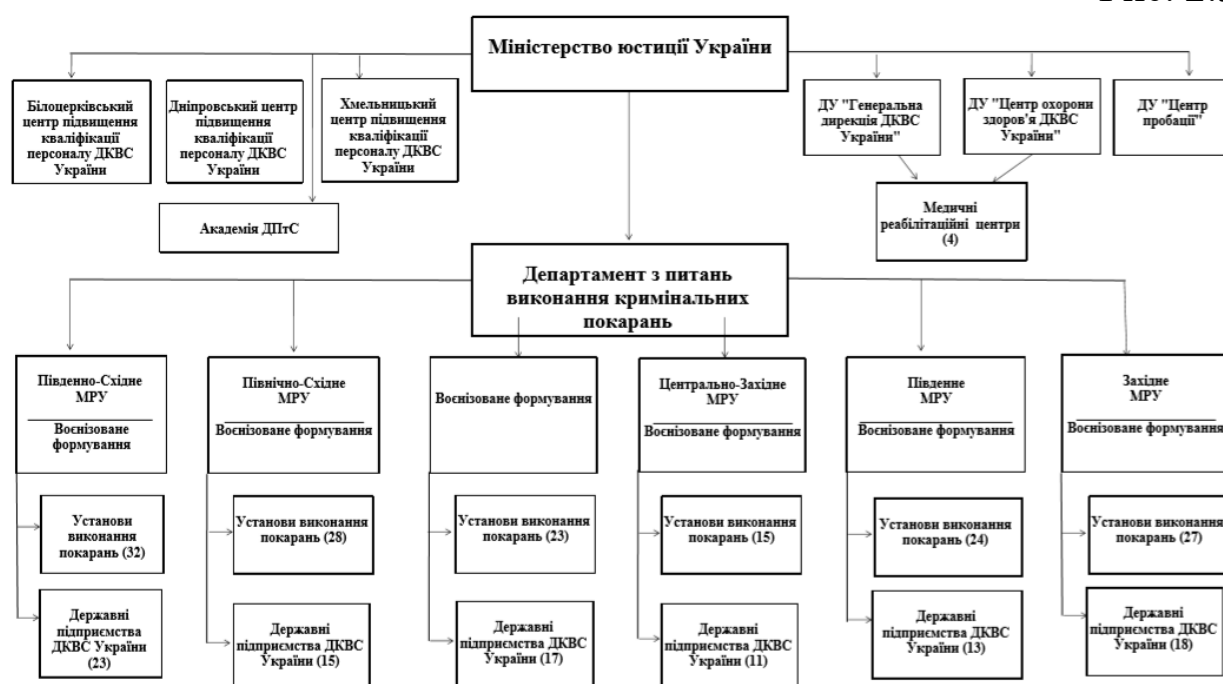 Міністерство юстиції України
Білоцерківський
центр підвищення
кваліфікації
персоналу ДКВС
України
Дніпровський центр
підвищення
кваліфікації
персоналу ДКВС
України
Хмельницький
центр підвищення
кваліфікації
персоналу ДКВС
України
ДУ "Генеральна
дирекція ДКВС
України"
ДУ "Центр охорони
здоров'я ДКВС
України"
ДУ "Центр
пробації"
Академія ДПтС
Медичні
реабілітаційні центри
(4)
Департамент з питань
виконання кримінальних
покарань
Південно-Східне
МРУ
Воєнізоване
формування
Північно-Східне
МРУ
Воєнізоване формування
Воєнізоване формування
Центрально-Західне
МРУ
Воєнізоване формування
Південне
МРУ
Воєнізоване формування
Західне
МРУ
Воєнізоване формування
Установи
виконання
покарань (32)
Установи виконання
покарань (28)
Установи виконання
покарань (23)
Установи виконання
покарань (15)
Установи виконання
покарань (24)
Установи виконання
покарань (27)
Державні
підприємства
ДКВС України
(23)
Державні
підприємства ДКВС
України (15)
Державні
підприємства ДКВС
України (17)
Державні
підприємства ДКВС
України (11)
Державні
підприємства ДКВС
України (13)
Державні
підприємства ДКВС
України (18)